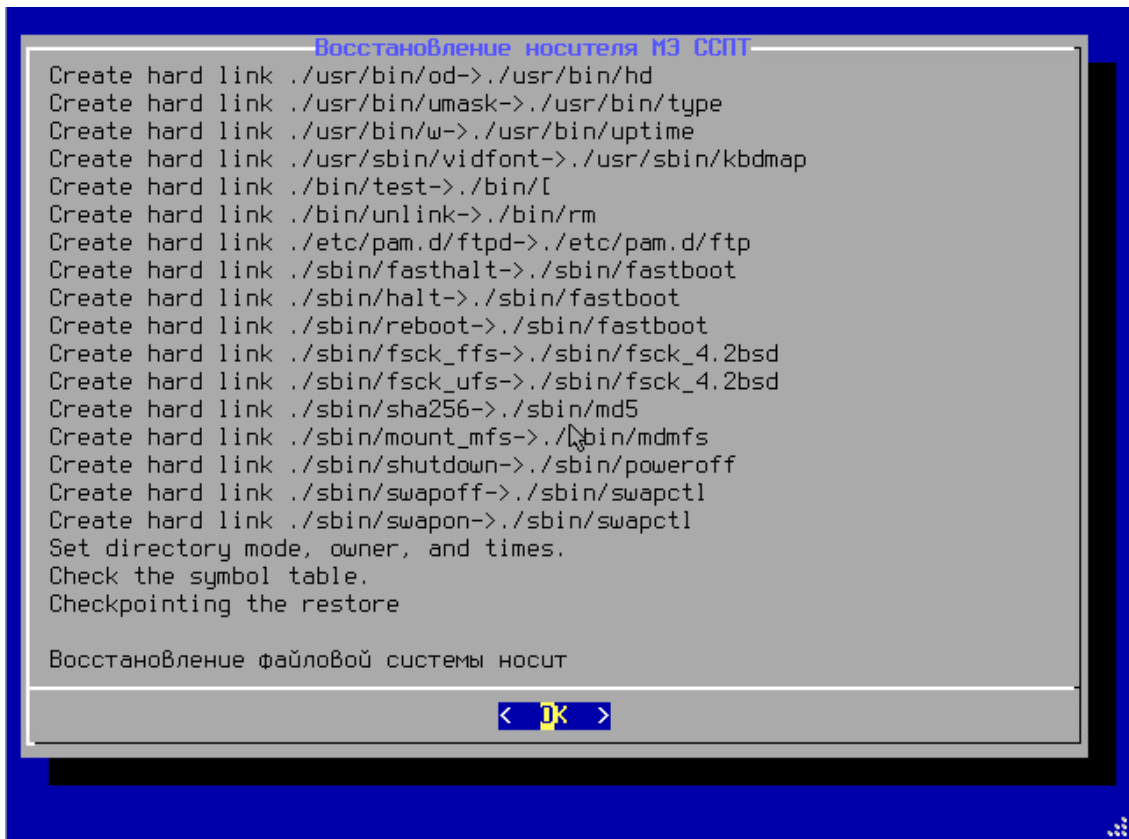 Восстановление носителя МЭ ССПТ
Create hard link ./usr/bin/od->./usr/bin/hd
Create hard link ./usr/bin/umask->./usr/bin/type
Create hard link ./usr/bin/w->./usr/bin/uptime
Create hard link ./usr/sbin/vidfont->./usr/sbin/kbdmap
Create hard link ./bin/test->./bin/[
Create hard link ./bin/unlink->./bin/rm
Create hard link ./etc/pam.d/ftpd->./etc/pam.d/ftp
Create hard link ./sbin/fasthalt->./sbin/fastboot
Create hard link ./sbin/halt->./sbin/fastboot
Create hard link ./sbin/reboot->./sbin/fastboot
Create hard link ./sbin/fsck_ffs->./sbin/fsck_4.2bsd
Create hard link ./sbin/fsck_ufs->./sbin/fsck_4.2bsd
Create hard link ./sbin/sha256->./sbin/md5
Create hard link ./sbin/mount_mfs->./sbin/mdmfs
Create hard link ./sbin/shutdown->./sbin/poweroff
Create hard link ./sbin/swapoff->./sbin/swapctl
Create hard link ./sbin/swapon->./sbin/swapctl
Set directory mode, owner, and times.
Check the symbol table.
Checkpointing the restore
Восстановление файловой системы носит
< OK >